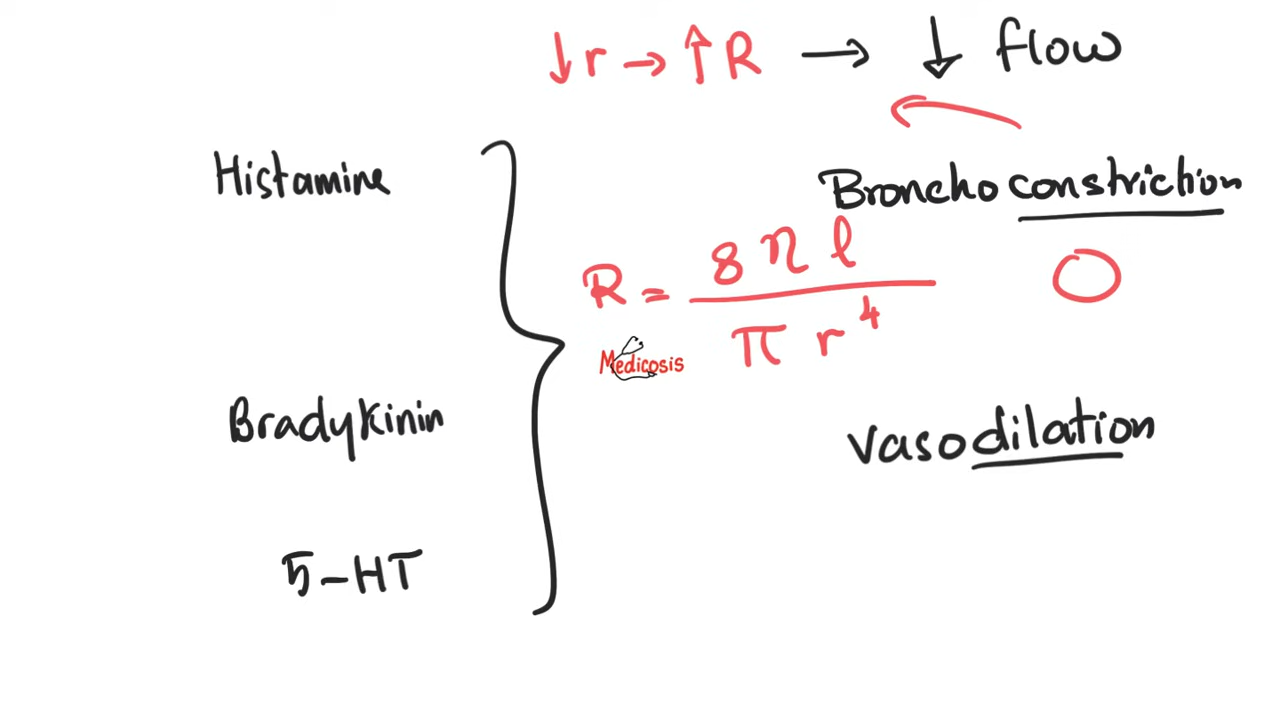 ↓r → ↑R → ↓ flow
Histamine
Bronchoconstriction
R = 8 η l / π r⁴
Medicosis
Bradykinin
Vasodilation
5-HT